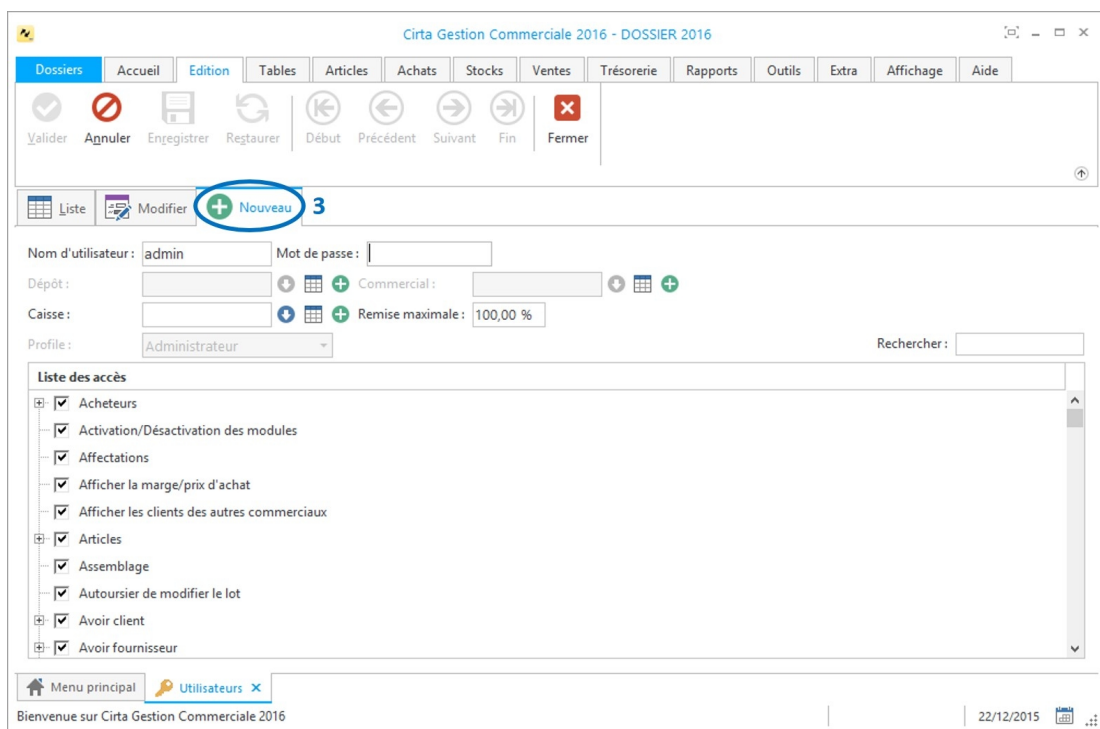 Cirta Gestion Commerciale 2016 - DOSSIER 2016
Dossiers Accueil Edition Tables Articles Achats Stocks Ventes Trésorerie Rapports Outils Extra Affichage Aide
Valider Annuler Enregistrer Restaurer Début Précédent Suivant Fin Fermer
Liste Modifier Nouveau 3
Nom d'utilisateur : admin Mot de passe :
Dépôt : Commercial :
Caisse : Remise maximale : 100,00 %
Profile : Administrateur Rechercher :
Liste des accès
Acheteurs
Activation/Désactivation des modules
Affectations
Afficher la marge/prix d'achat
Afficher les clients des autres commerciaux
Articles
Assemblage
Autoursier de modifier le lot
Avoir client
Avoir fournisseur
Menu principal Utilisateurs
Bienvenue sur Cirta Gestion Commerciale 2016 22/12/2015